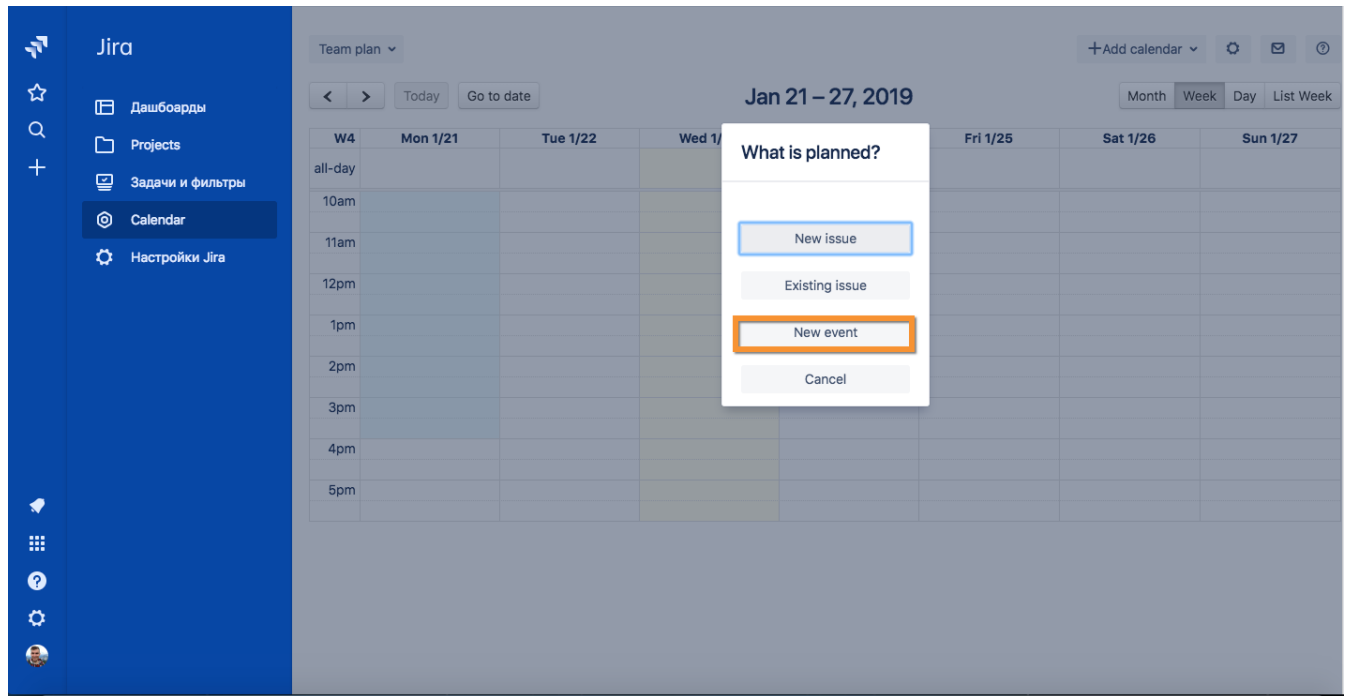 Jira
Дашбоарды
Projects
Задачи и фильтры
Calendar
Настройки Jira
Team plan
+Add calendar
Today Go to date
Jan 21 – 27, 2019
Month Week Day List Week
W4 Mon 1/21 Tue 1/22 Wed 1/ Fri 1/25 Sat 1/26 Sun 1/27
all-day
10am
11am
12pm
1pm
2pm
3pm
4pm
5pm
What is planned?
New issue
Existing issue
New event
Cancel